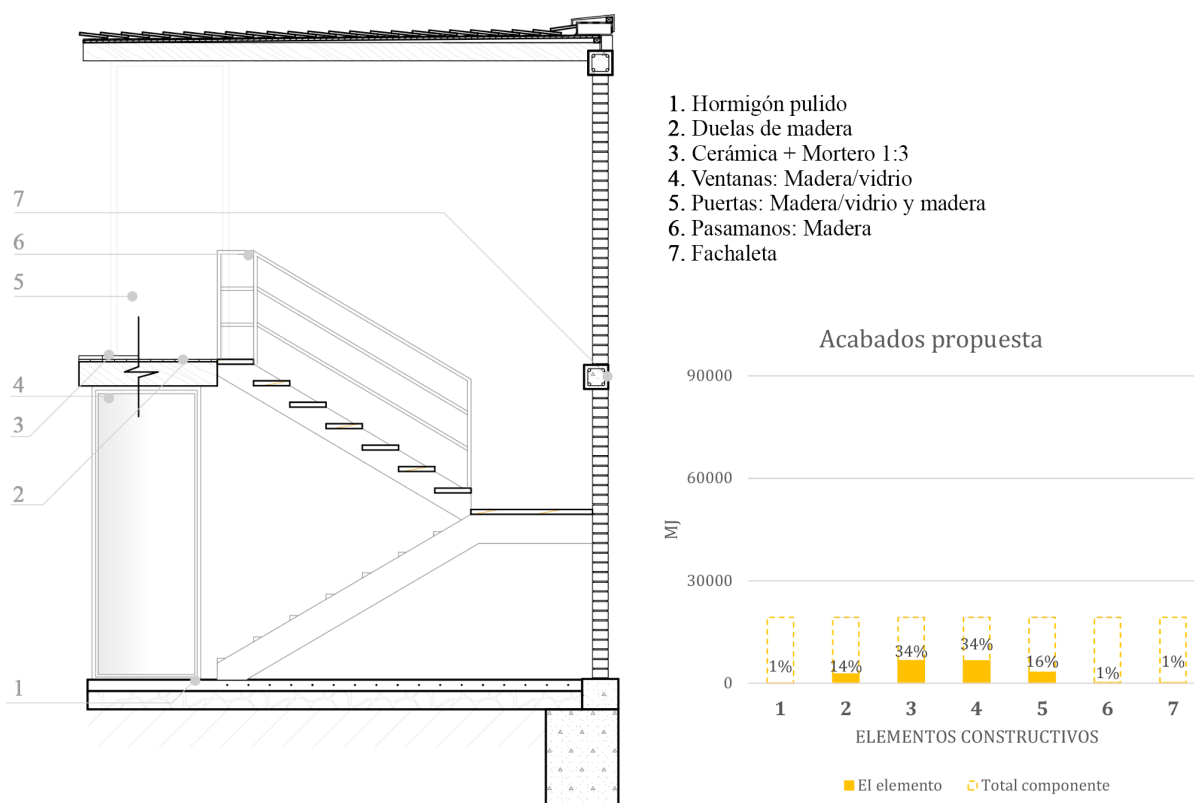 7
6
5
4
3
2
1
1. Hormigón pulido
2. Duelas de madera
3. Cerámica + Mortero 1:3
4. Ventanas: Madera/vidrio
5. Puertas: Madera/vidrio y madera
6. Pasamanos: Madera
7. Fachaleta
Acabados propuesta
90000
60000
30000
0
MJ
1% 14% 34% 34% 16% 1% 1%
1 2 3 4 5 6 7
ELEMENTOS CONSTRUCTIVOS
EI elemento Total componente